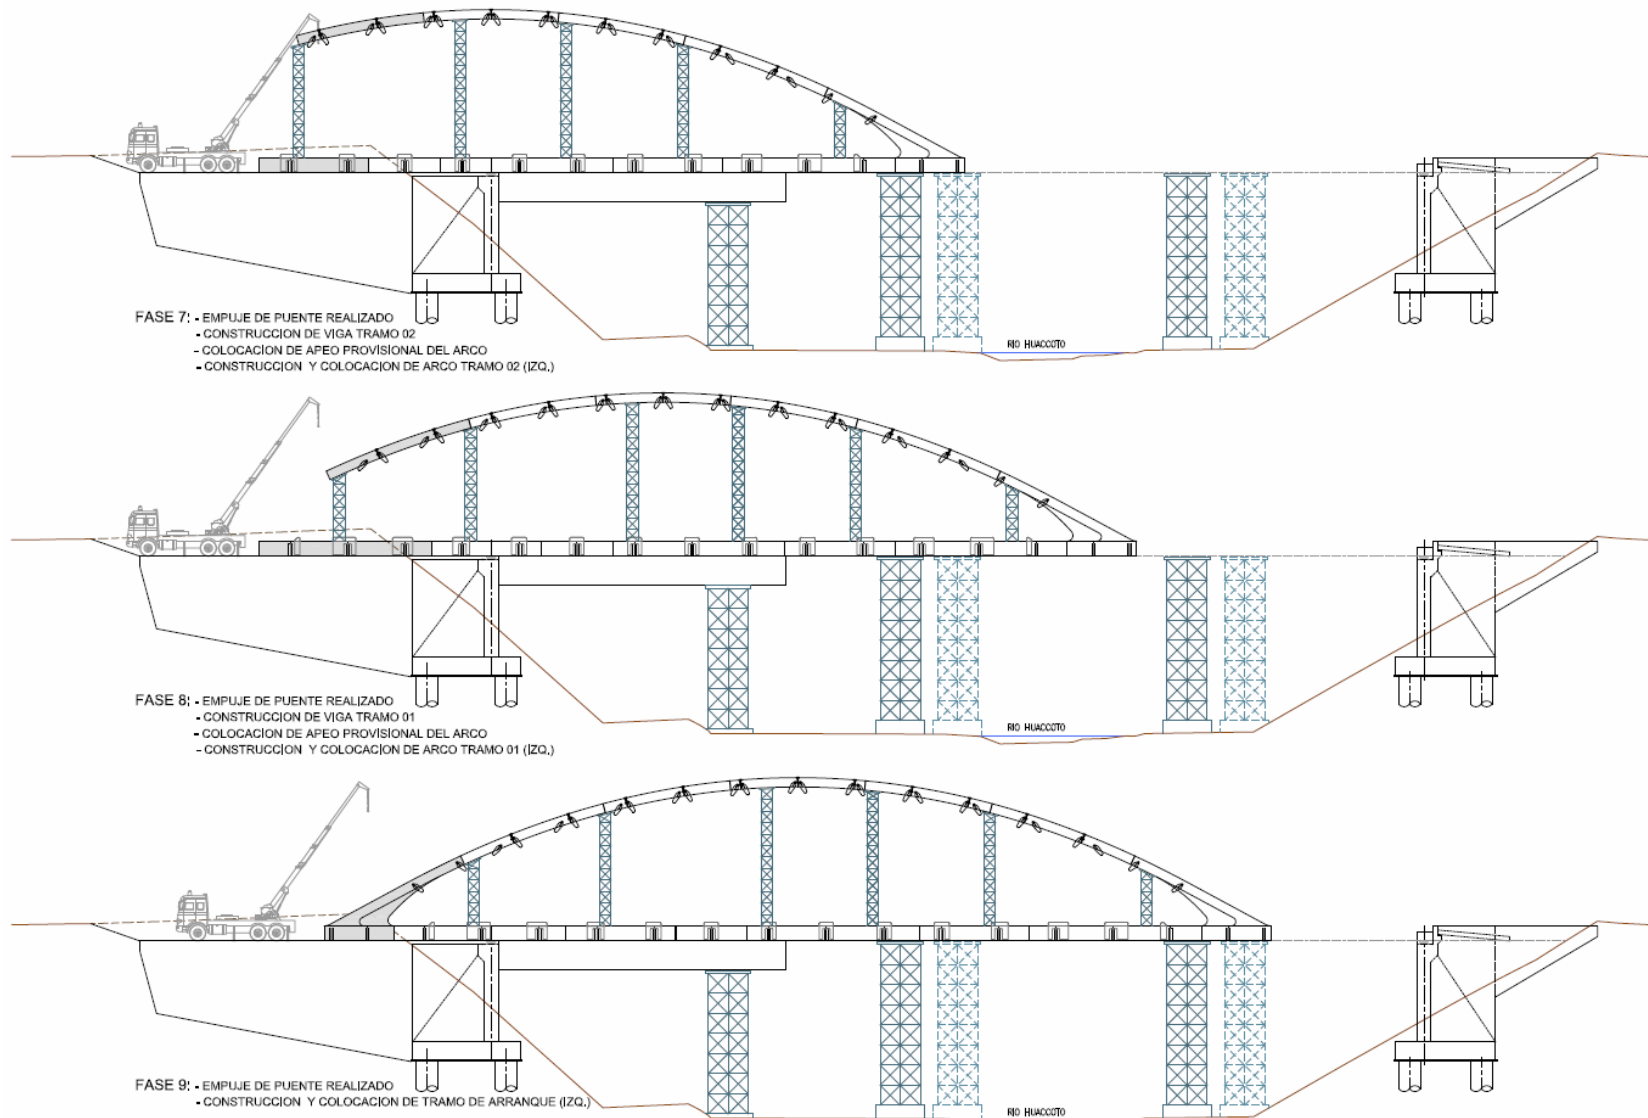 RIO HUACCOTO
FASE 7: - EMPUJE DE PUENTE REALIZADO
- CONSTRUCCION DE VIGA TRAMO 02
- COLOCACION DE APEO PROVISIONAL DEL ARCO
- CONSTRUCCION Y COLOCACION DE ARCO TRAMO 02 (IZQ.)
RIO HUACCOTO
FASE 8: - EMPUJE DE PUENTE REALIZADO
- CONSTRUCCION DE VIGA TRAMO 01
- COLOCACION DE APEO PROVISIONAL DEL ARCO
- CONSTRUCCION Y COLOCACION DE ARCO TRAMO 01 (IZQ.)
FASE 9: - EMPUJE DE PUENTE REALIZADO
- CONSTRUCCION Y COLOCACION DE TRAMO DE ARRANQUE (IZQ.)
RIO HUACCOTO